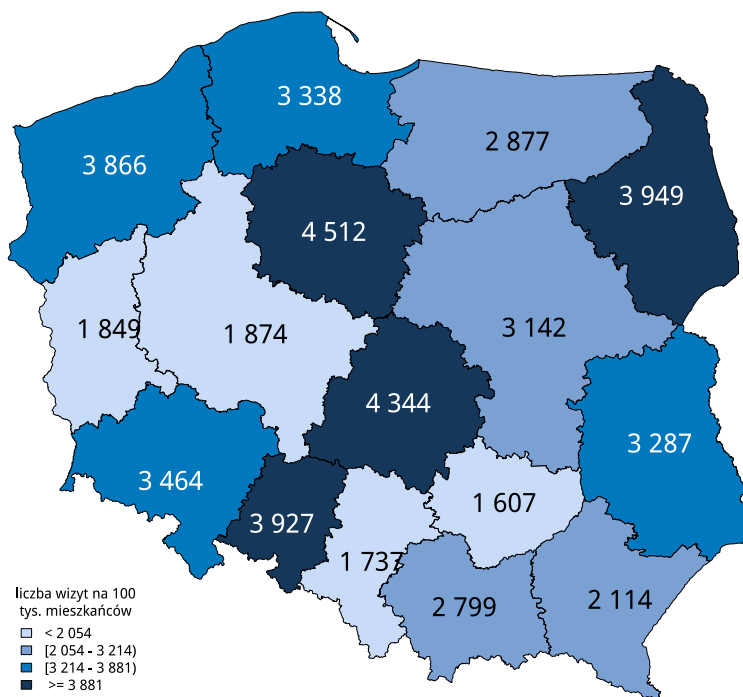 3 338
2 877
3 866
3 949
4 512
1 849
1 874
3 142
4 344
3 287
3 464
1 607
3 927
1 737
2 799
2 114
liczba wizyt na 100
tys. mieszkańców
< 2 054
[2 054 - 3 214)
[3 214 - 3 881)
>= 3 881